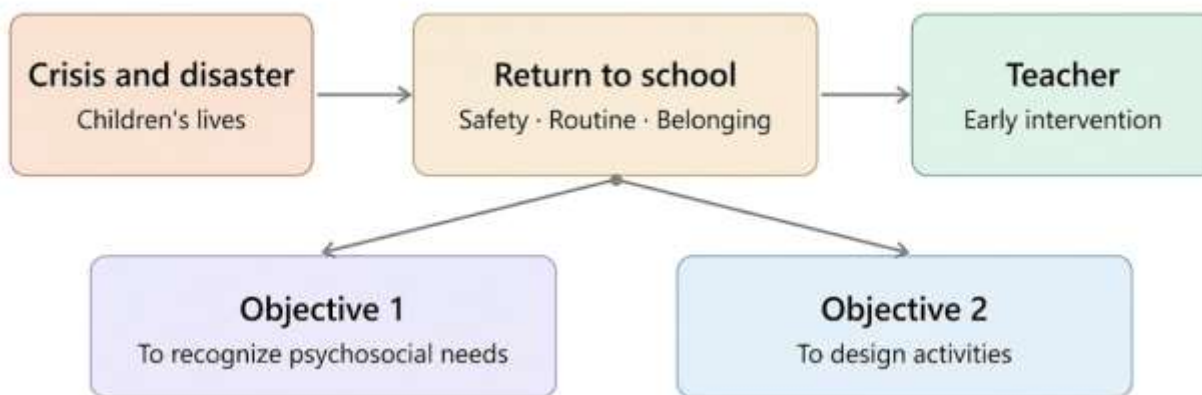 Crisis and disaster
Children's lives
Return to school
Safety · Routine · Belonging
Teacher
Early intervention
Objective 1
To recognize psychosocial needs
Objective 2
To design activities